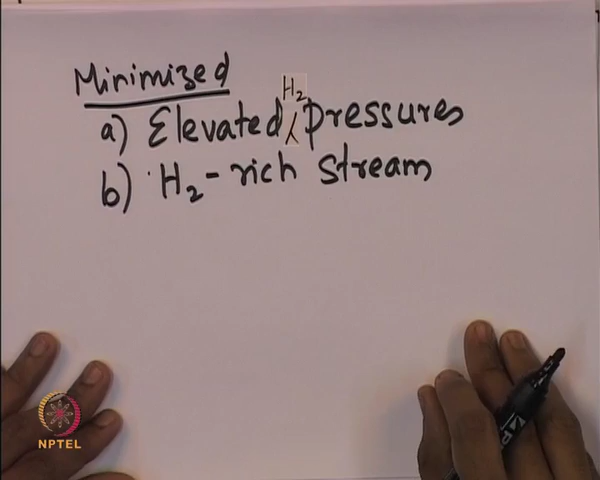 Minimized
a) Elevated H2 pressures
b) H2-rich stream
NPTEL